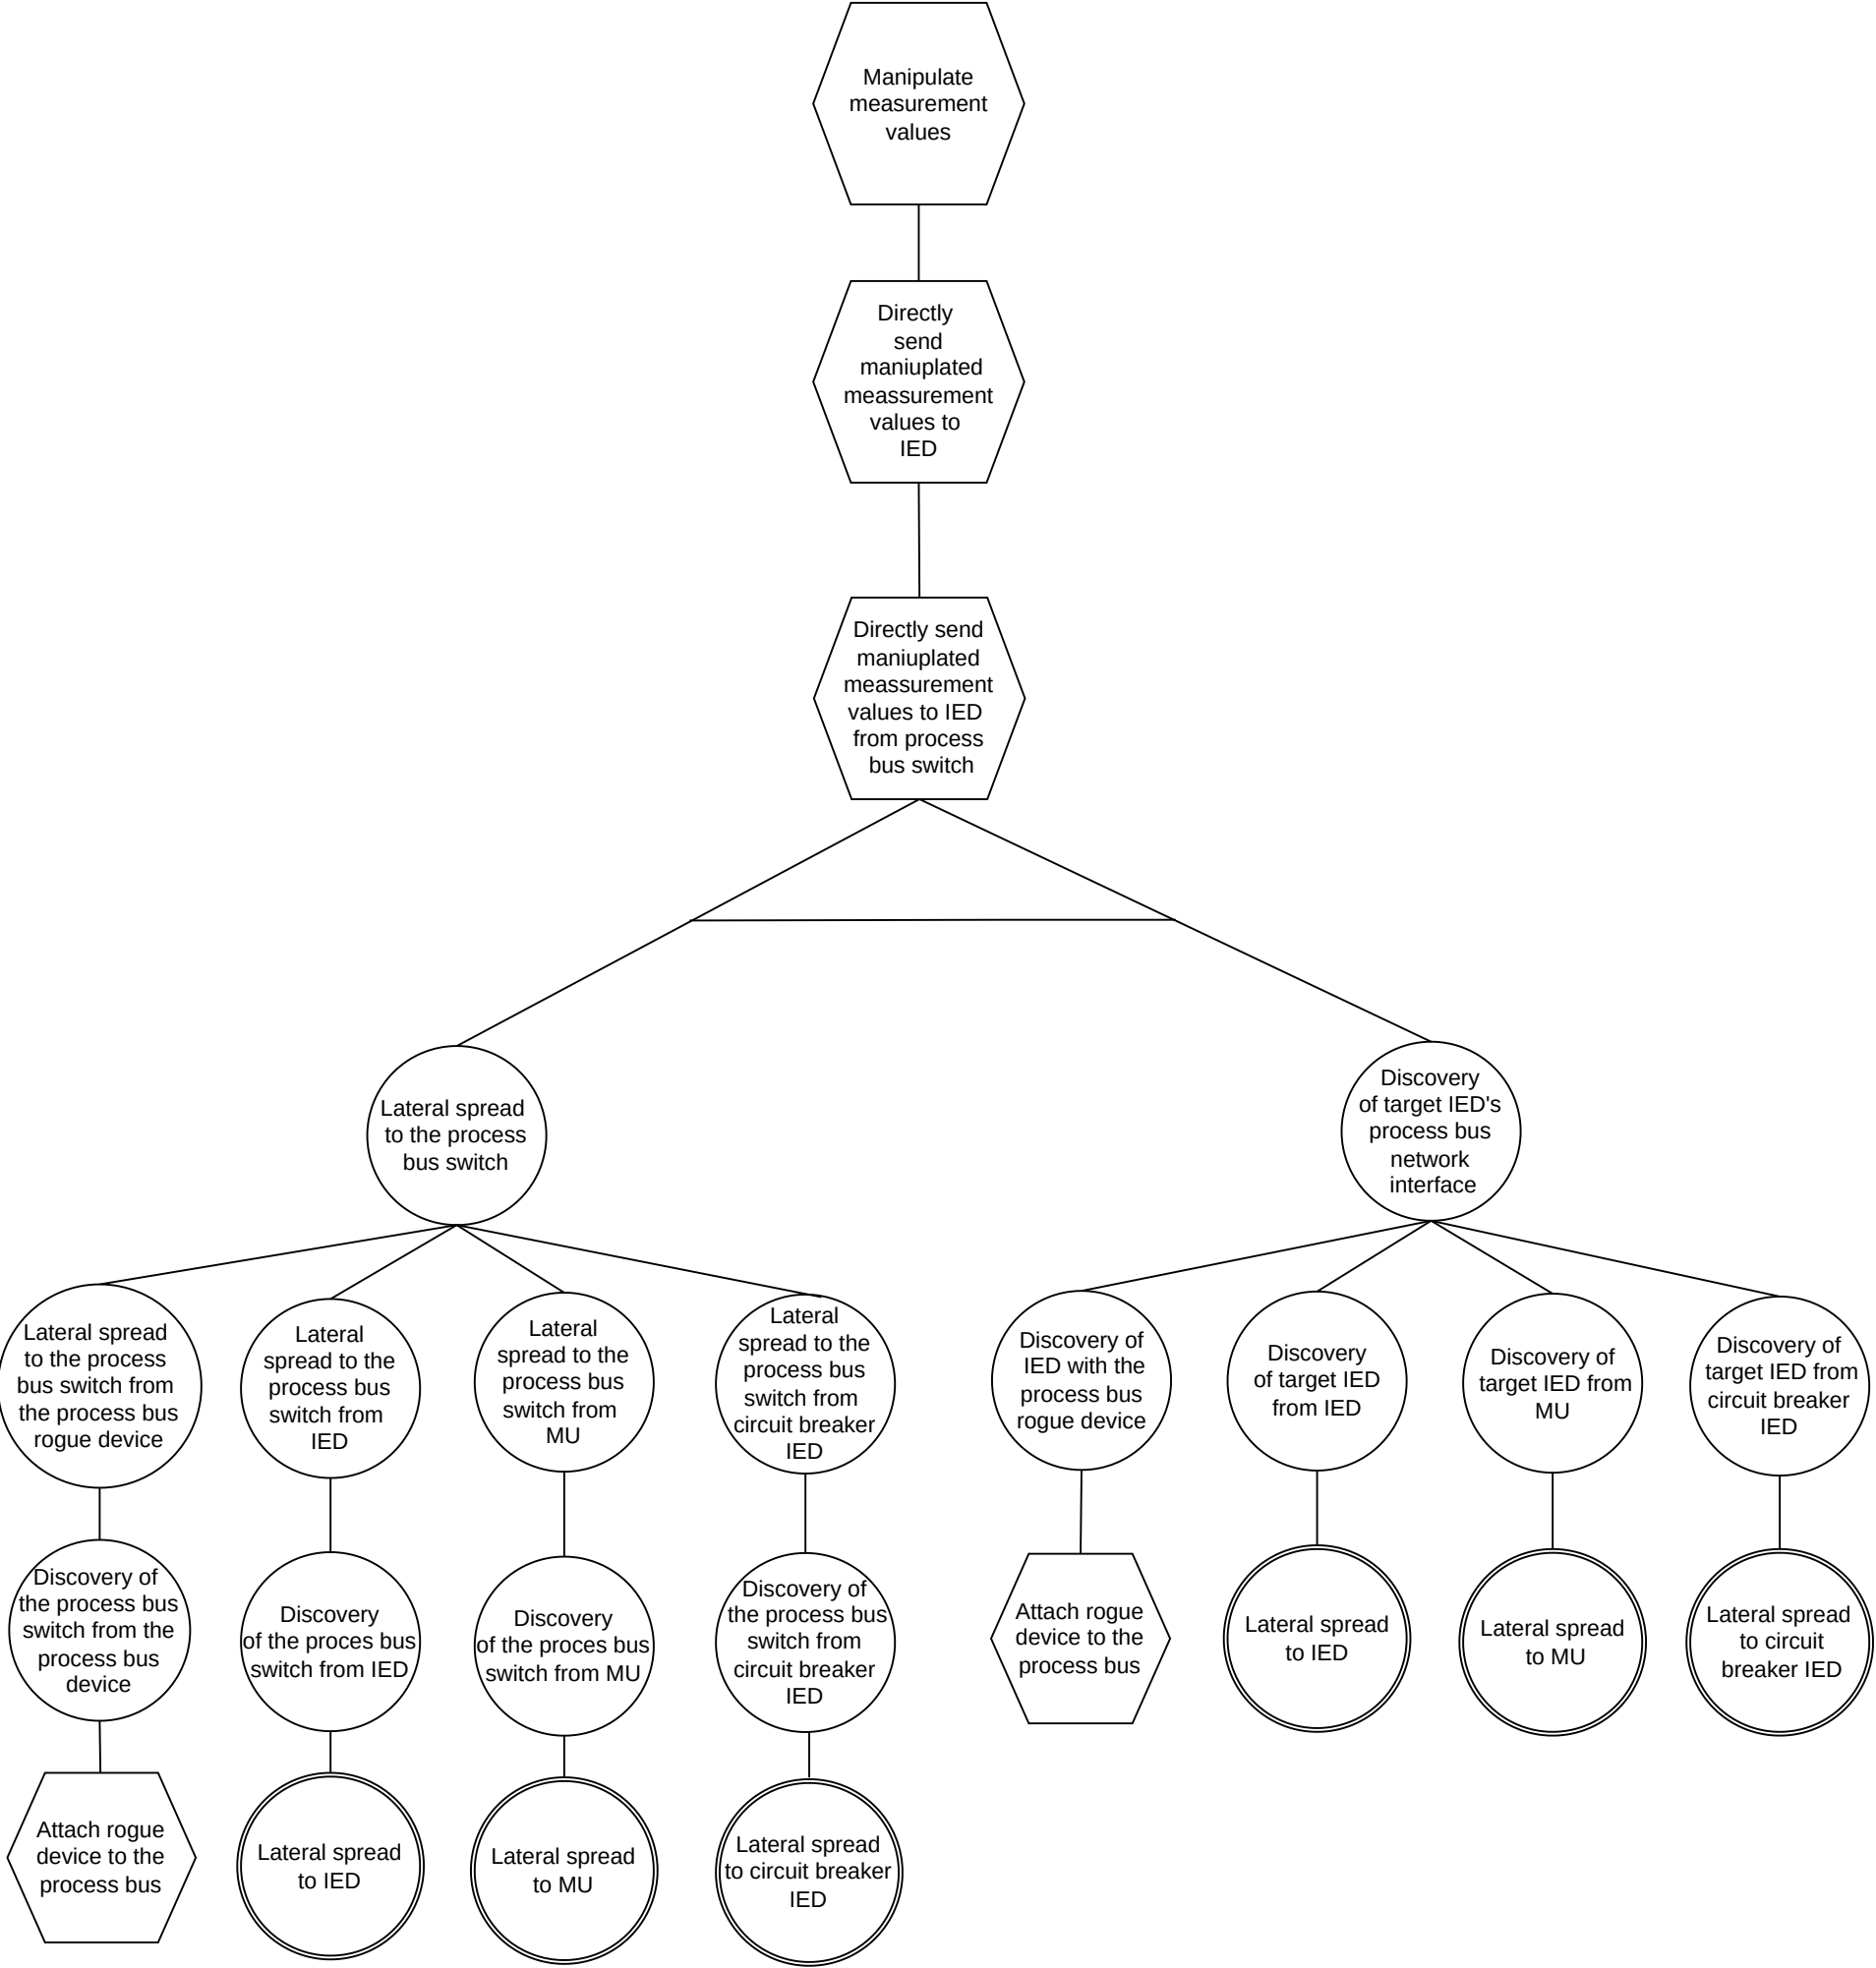 Manipulate
measurement
values
Directly
send
maniuplated
meassurement
values to
IED
Directly send
maniuplated
meassurement
values to IED
from process
bus switch
Lateral spread
to the process
bus switch
Discovery
of target IED's
process bus
network
interface
Lateral spread
to the process
bus switch from
the process bus
rogue device
Lateral
spread to the
process bus
switch from
IED
Lateral
spread to the
process bus
switch from
MU
Lateral
spread to the
process bus
switch from
circuit breaker
IED
Discovery of
IED with the
process bus
rogue device
Discovery
of target IED
from IED
Discovery of
target IED from
MU
Discovery of
target IED from
circuit breaker
IED
Discovery of
the process bus
switch from the
process bus
device
Discovery
of the proces bus
switch from IED
Discovery
of the proces bus
switch from MU
Discovery of
the process bus
switch from
circuit breaker
IED
Attach rogue
device to the
process bus
Lateral spread
to IED
Lateral spread
to MU
Lateral spread
to circuit
breaker IED
Attach rogue
device to the
process bus
Lateral spread
to IED
Lateral spread
to MU
Lateral spread
to circuit breaker
IED